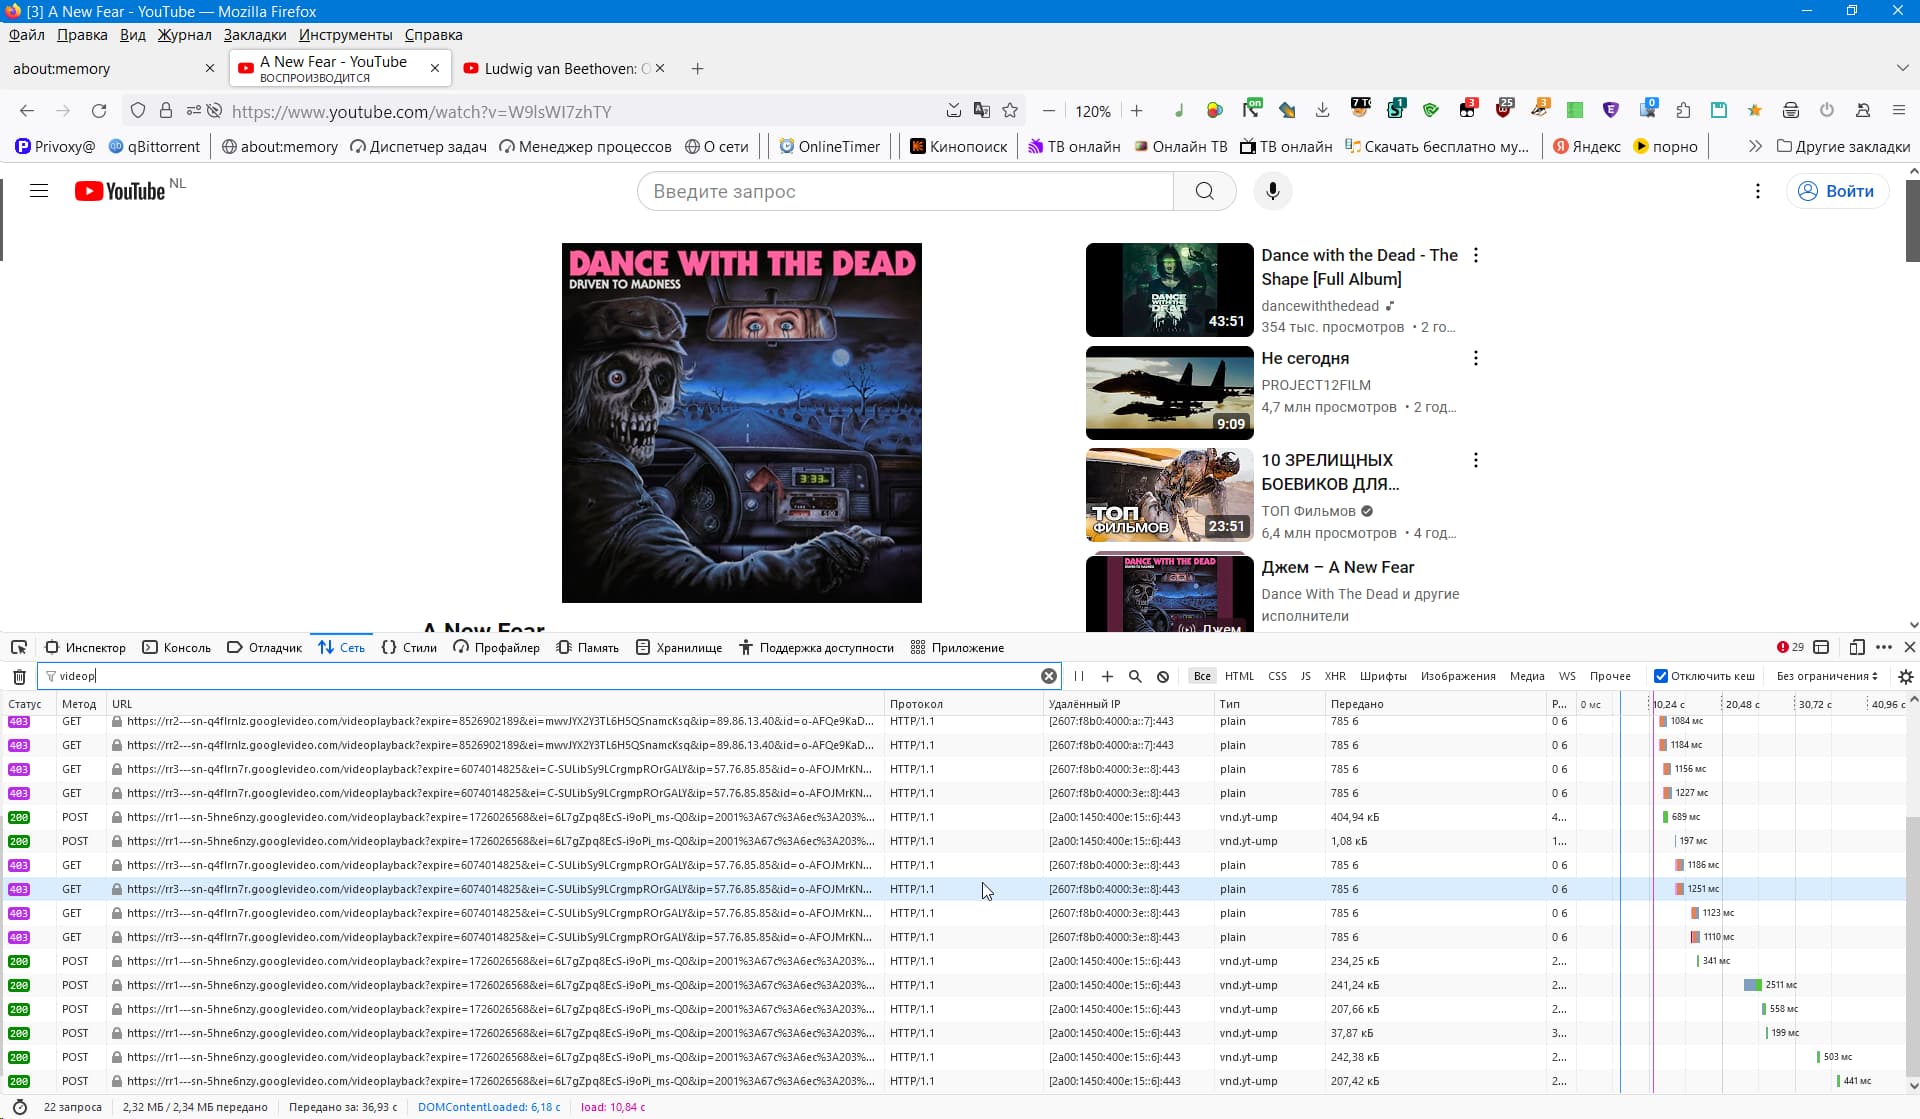 [3] A New Fear - YouTube — Mozilla Firefox
Файл Правка Вид Журнал Закладки Инструменты Справка
about:memory
A New Fear - YouTube
ВОСПРОИЗВОДИТСЯ
Ludwig van Beethoven:
https://www.youtube.com/watch?v=W9lsWI7zhTY
120%
on
1
3
25
3
0
Privoxy@ qBittorrent about:memory Диспетчер задач Менеджер процессов О сети OnlineTimer Кинопоиск ТВ онлайн Онлайн ТВ ТВ онлайн Скачать бесплатно му... Яндекс порно Другие закладки
YouTube NL
Введите запрос
Войти
DANCE WITH THE DEAD
DRIVEN TO MADNESS
3:33
Dance with the Dead - The
Shape [Full Album]
dancewiththedead
354 тыс. просмотров • 2 го...
43:51
Не сегодня
PROJECT12FILM
4,7 млн просмотров • 2 год...
9:09
10 ЗРЕЛИЩНЫХ
БОЕВИКОВ ДЛЯ...
ТОП Фильмов
6,4 млн просмотров • 4 год...
ТОП
ФИЛЬМОВ
23:51
DANCE WITH THE DEAD
Джем – A New Fear
Dance With The Dead и другие
исполнители
Джем
A New Fear
Инспектор Консоль Отладчик Сеть Стили Профайлер Память Хранилище Поддержка доступности Приложение 29
videop
Все HTML CSS JS XHR Шрифты Изображения Медиа WS Прочее Отключить кеш Без ограничения
Статус Метод URL Протокол Удалённый IP Тип Передано Р... 0 мс 10,24 с 20,48 с 30,72 с 40,96 с
403 GET https://rr2---sn-q4flrnlz.googlevideo.com/videoplayback?expire=8526902189&ei=mwvJYX2Y3TL6H5QSnamcKsq&ip=89.86.13.40&id=o-AFQe9KaD... HTTP/1.1 [2607:f8b0:4000:a::7]:443 plain 785 б 0 б 1084 мс
403 GET https://rr2---sn-q4flrnlz.googlevideo.com/videoplayback?expire=8526902189&ei=mwvJYX2Y3TL6H5QSnamcKsq&ip=89.86.13.40&id=o-AFQe9KaD... HTTP/1.1 [2607:f8b0:4000:a::7]:443 plain 785 б 0 б 1184 мс
403 GET https://rr3---sn-q4flrn7r.googlevideo.com/videoplayback?expire=6074014825&ei=C-SULibSy9LCrgmpROrGALY&ip=57.76.85.85&id=o-AFOJMrKN... HTTP/1.1 [2607:f8b0:4000:3e::8]:443 plain 785 б 0 б 1156 мс
403 GET https://rr3---sn-q4flrn7r.googlevideo.com/videoplayback?expire=6074014825&ei=C-SULibSy9LCrgmpROrGALY&ip=57.76.85.85&id=o-AFOJMrKN... HTTP/1.1 [2607:f8b0:4000:3e::8]:443 plain 785 б 0 б 1227 мс
200 POST https://rr1---sn-5hne6nzy.googlevideo.com/videoplayback?expire=1726026568&ei=6L7gZpq8EcS-i9oPi_ms-Q0&ip=2001%3A67c%3A6ec%3A203%... HTTP/1.1 [2a00:1450:400e:15::6]:443 vnd.yt-ump 404,94 кБ 4... 689 мс
200 POST https://rr1---sn-5hne6nzy.googlevideo.com/videoplayback?expire=1726026568&ei=6L7gZpq8EcS-i9oPi_ms-Q0&ip=2001%3A67c%3A6ec%3A203%... HTTP/1.1 [2a00:1450:400e:15::6]:443 vnd.yt-ump 1,08 кБ 1... 197 мс
403 GET https://rr3---sn-q4flrn7r.googlevideo.com/videoplayback?expire=6074014825&ei=C-SULibSy9LCrgmpROrGALY&ip=57.76.85.85&id=o-AFOJMrKN... HTTP/1.1 [2607:f8b0:4000:3e::8]:443 plain 785 б 0 б 1186 мс
403 GET https://rr3---sn-q4flrn7r.googlevideo.com/videoplayback?expire=6074014825&ei=C-SULibSy9LCrgmpROrGALY&ip=57.76.85.85&id=o-AFOJMrKN... HTTP/1.1 [2607:f8b0:4000:3e::8]:443 plain 785 б 0 б 1251 мс
403 GET https://rr3---sn-q4flrn7r.googlevideo.com/videoplayback?expire=6074014825&ei=C-SULibSy9LCrgmpROrGALY&ip=57.76.85.85&id=o-AFOJMrKN... HTTP/1.1 [2607:f8b0:4000:3e::8]:443 plain 785 б 0 б 1123 мс
403 GET https://rr3---sn-q4flrn7r.googlevideo.com/videoplayback?expire=6074014825&ei=C-SULibSy9LCrgmpROrGALY&ip=57.76.85.85&id=o-AFOJMrKN... HTTP/1.1 [2607:f8b0:4000:3e::8]:443 plain 785 б 0 б 1110 мс
200 POST https://rr1---sn-5hne6nzy.googlevideo.com/videoplayback?expire=1726026568&ei=6L7gZpq8EcS-i9oPi_ms-Q0&ip=2001%3A67c%3A6ec%3A203%... HTTP/1.1 [2a00:1450:400e:15::6]:443 vnd.yt-ump 234,25 кБ 2... 341 мс
200 POST https://rr1---sn-5hne6nzy.googlevideo.com/videoplayback?expire=1726026568&ei=6L7gZpq8EcS-i9oPi_ms-Q0&ip=2001%3A67c%3A6ec%3A203%... HTTP/1.1 [2a00:1450:400e:15::6]:443 vnd.yt-ump 241,24 кБ 2... 2511 мс
200 POST https://rr1---sn-5hne6nzy.googlevideo.com/videoplayback?expire=1726026568&ei=6L7gZpq8EcS-i9oPi_ms-Q0&ip=2001%3A67c%3A6ec%3A203%... HTTP/1.1 [2a00:1450:400e:15::6]:443 vnd.yt-ump 207,66 кБ 2... 558 мс
200 POST https://rr1---sn-5hne6nzy.googlevideo.com/videoplayback?expire=1726026568&ei=6L7gZpq8EcS-i9oPi_ms-Q0&ip=2001%3A67c%3A6ec%3A203%... HTTP/1.1 [2a00:1450:400e:15::6]:443 vnd.yt-ump 37,87 кБ 3... 199 мс
200 POST https://rr1---sn-5hne6nzy.googlevideo.com/videoplayback?expire=1726026568&ei=6L7gZpq8EcS-i9oPi_ms-Q0&ip=2001%3A67c%3A6ec%3A203%... HTTP/1.1 [2a00:1450:400e:15::6]:443 vnd.yt-ump 242,38 кБ 2... 503 мс
200 POST https://rr1---sn-5hne6nzy.googlevideo.com/videoplayback?expire=1726026568&ei=6L7gZpq8EcS-i9oPi_ms-Q0&ip=2001%3A67c%3A6ec%3A203%... HTTP/1.1 [2a00:1450:400e:15::6]:443 vnd.yt-ump 207,42 кБ 2... 441 мс
22 запроса 2,32 МБ / 2,34 МБ передано Передано за: 36,93 с DOMContentLoaded: 6,18 с load: 10,84 с